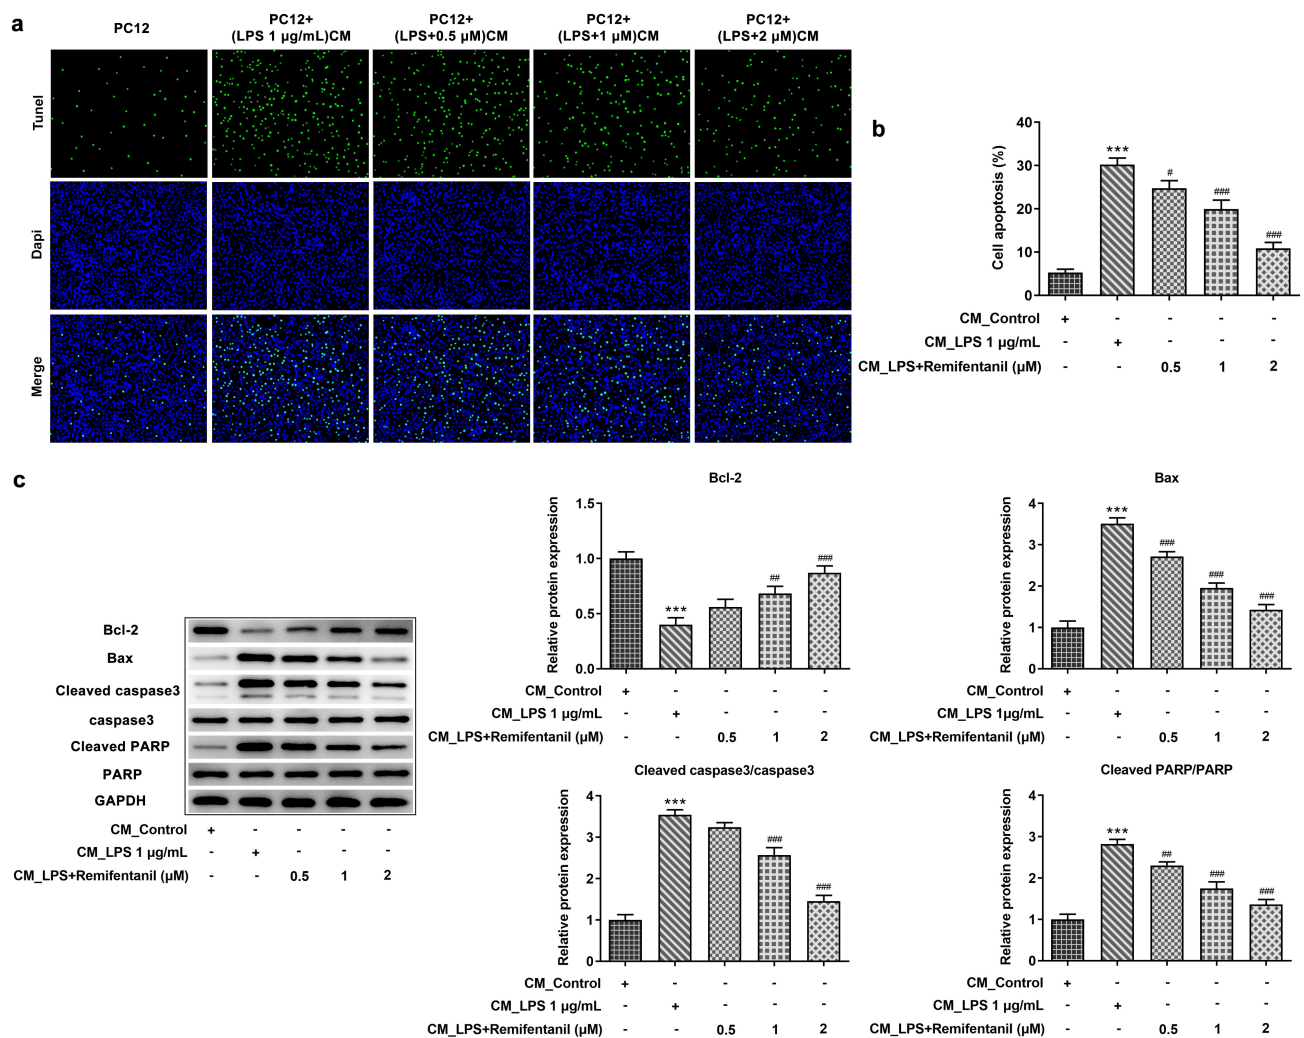 a
PC12
PC12+
(LPS 1 μg/mL)CM
PC12+
(LPS+0.5 μM)CM
PC12+
(LPS+1 μM)CM
PC12+
(LPS+2 μM)CM
Tunel
Dapi
Merge
b
Cell apoptosis (%)
40
30
20
10
0
***
#
###
###
CM_Control + - - - -
CM_LPS 1 μg/mL - + - - -
CM_LPS+Remifentanil (μM) - - 0.5 1 2
c
Bcl-2
Bax
Cleaved caspase3
caspase3
Cleaved PARP
PARP
GAPDH
CM_Control + - - - -
CM_LPS 1 μg/mL - + - - -
CM_LPS+Remifentanil (μM) - - 0.5 1 2
Bcl-2
Relative protein expression
1.5
1.0
0.5
0.0
***
##
###
CM_Control + - - - -
CM_LPS 1 μg/mL - + - - -
CM_LPS+Remifentanil (μM) - - 0.5 1 2
Bax
Relative protein expression
4
3
2
1
0
***
###
###
###
CM_Control + - - - -
CM_LPS 1μg/mL - + - - -
CM_LPS+Remifentanil (μM) - - 0.5 1 2
Cleaved caspase3/caspase3
Relative protein expression
4
3
2
1
0
***
###
###
CM_Control + - - - -
CM_LPS 1 μg/mL - + - - -
CM_LPS+Remifentanil (μM) - - 0.5 1 2
Cleaved PARP/PARP
Relative protein expression
4
3
2
1
0
***
##
###
###
CM_Control + - - - -
CM_LPS 1 μg/mL - + - - -
CM_LPS+Remifentanil (μM) - - 0.5 1 2